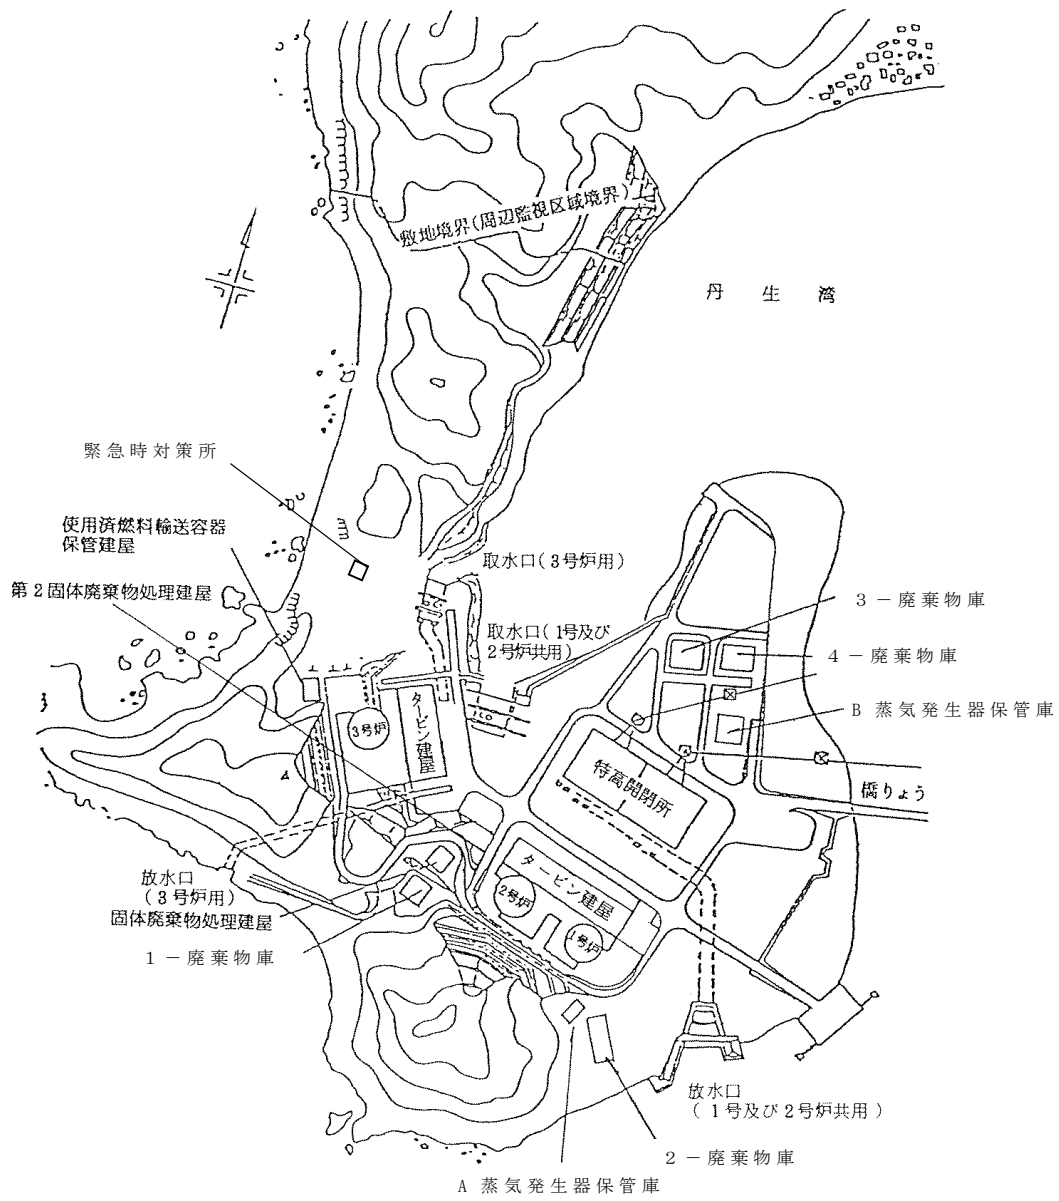 敷地境界(周辺監視区域境界)
丹生湾
緊急時対策所
使用済燃料輸送容器
保管建屋
第2固体廃棄物処理建屋
取水口(3号炉用)
取水口(1号及び
2号炉共用)
3-廃棄物庫
4-廃棄物庫
B 蒸気発生器保管庫
3号炉
タービン建屋
特高開閉所
橋りょう
タービン建屋
2号炉
1号炉
放水口
(3号炉用)
固体廃棄物処理建屋
1-廃棄物庫
放水口
(1号及び2号炉共用)
2-廃棄物庫
A 蒸気発生器保管庫